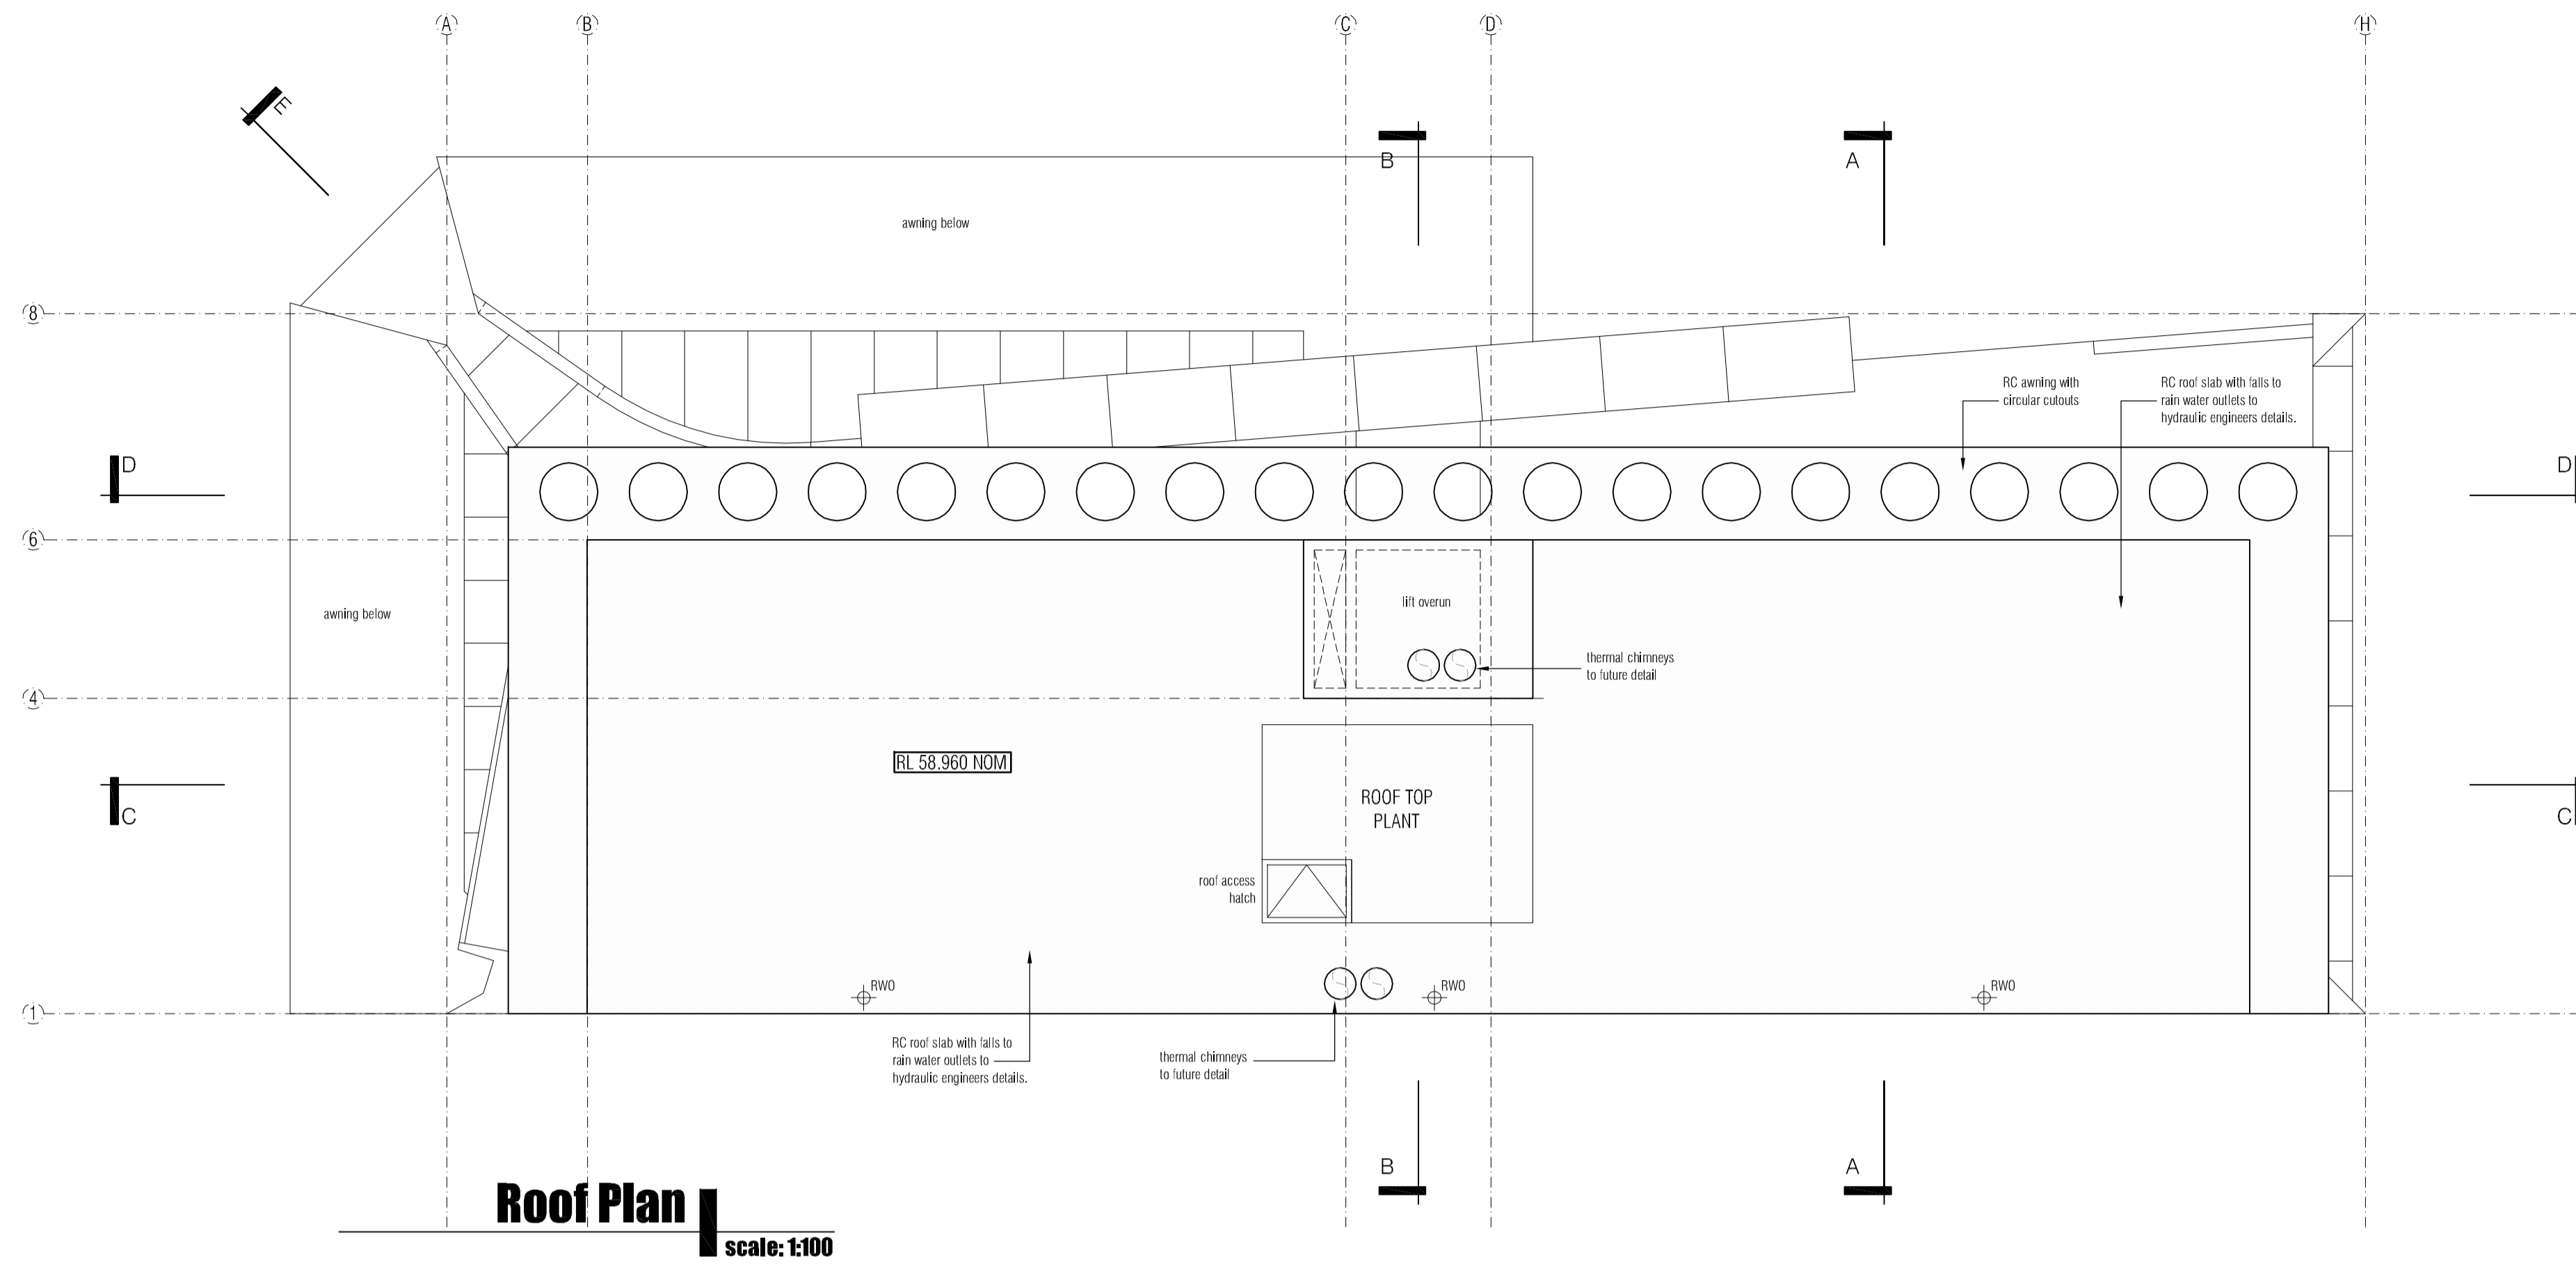 A
B
C
D
H
E
B
A
awning below
8
RC awning with
circular cutouts
RC roof slab with falls to
rain water outlets to
hydraulic engineers details.
D
D
6
lift overun
awning below
thermal chimneys
to future detail
4
RL 58.960 NOM
ROOF TOP
PLANT
C
C
roof access
hatch
RWO
RWO
RWO
1
RC roof slab with falls to
rain water outlets to
hydraulic engineers details.
thermal chimneys
to future detail
B
A
Roof Plan
scale: 1:100